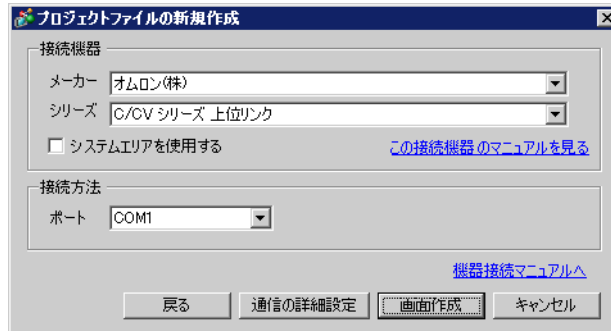 プロジェクトファイルの新規作成
接続機器
メーカー オムロン(株)
シリーズ C/CV シリーズ 上位リンク
システムエリアを使用する この接続機器のマニュアルを見る
接続方法
ポート COM1
機器接続マニュアルへ
戻る 通信の詳細設定 画面作成 キャンセル